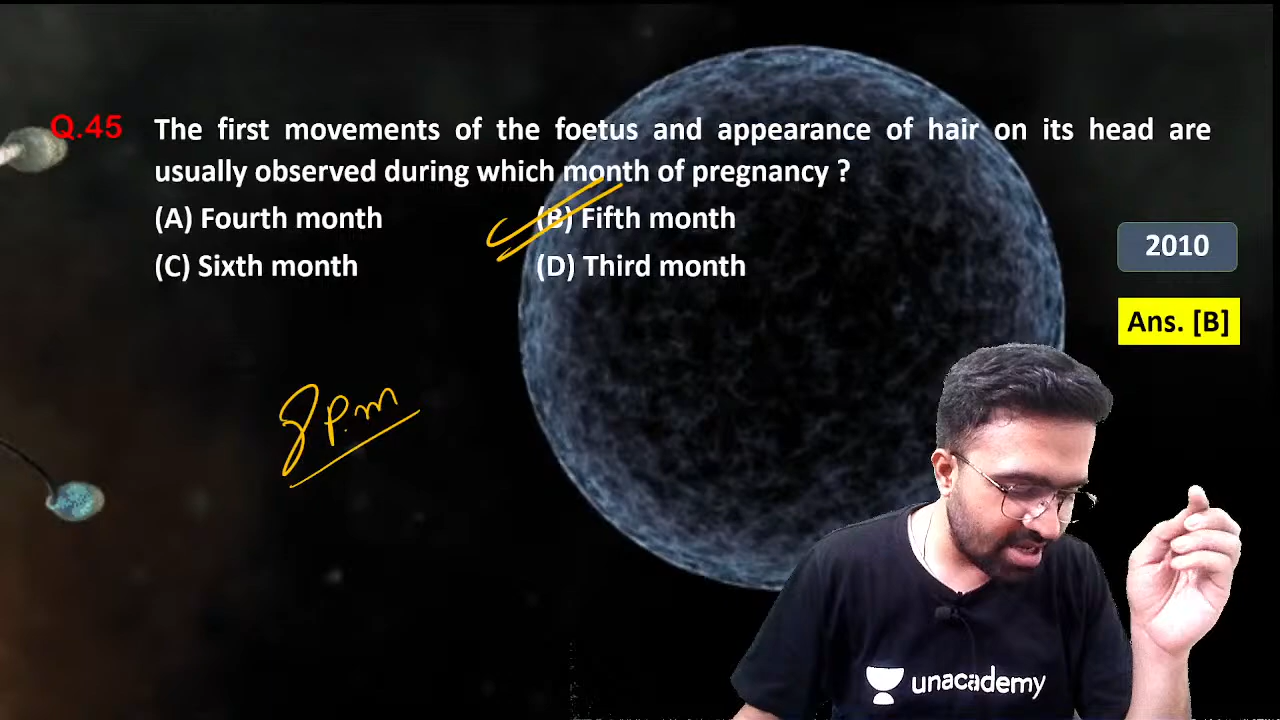 Q.45 The first movements of the foetus and appearance of hair on its head are
usually observed during which month of pregnancy ?
(A) Fourth month (B) Fifth month
(C) Sixth month (D) Third month
2010
Ans. [B]
8 P.m
unacademy